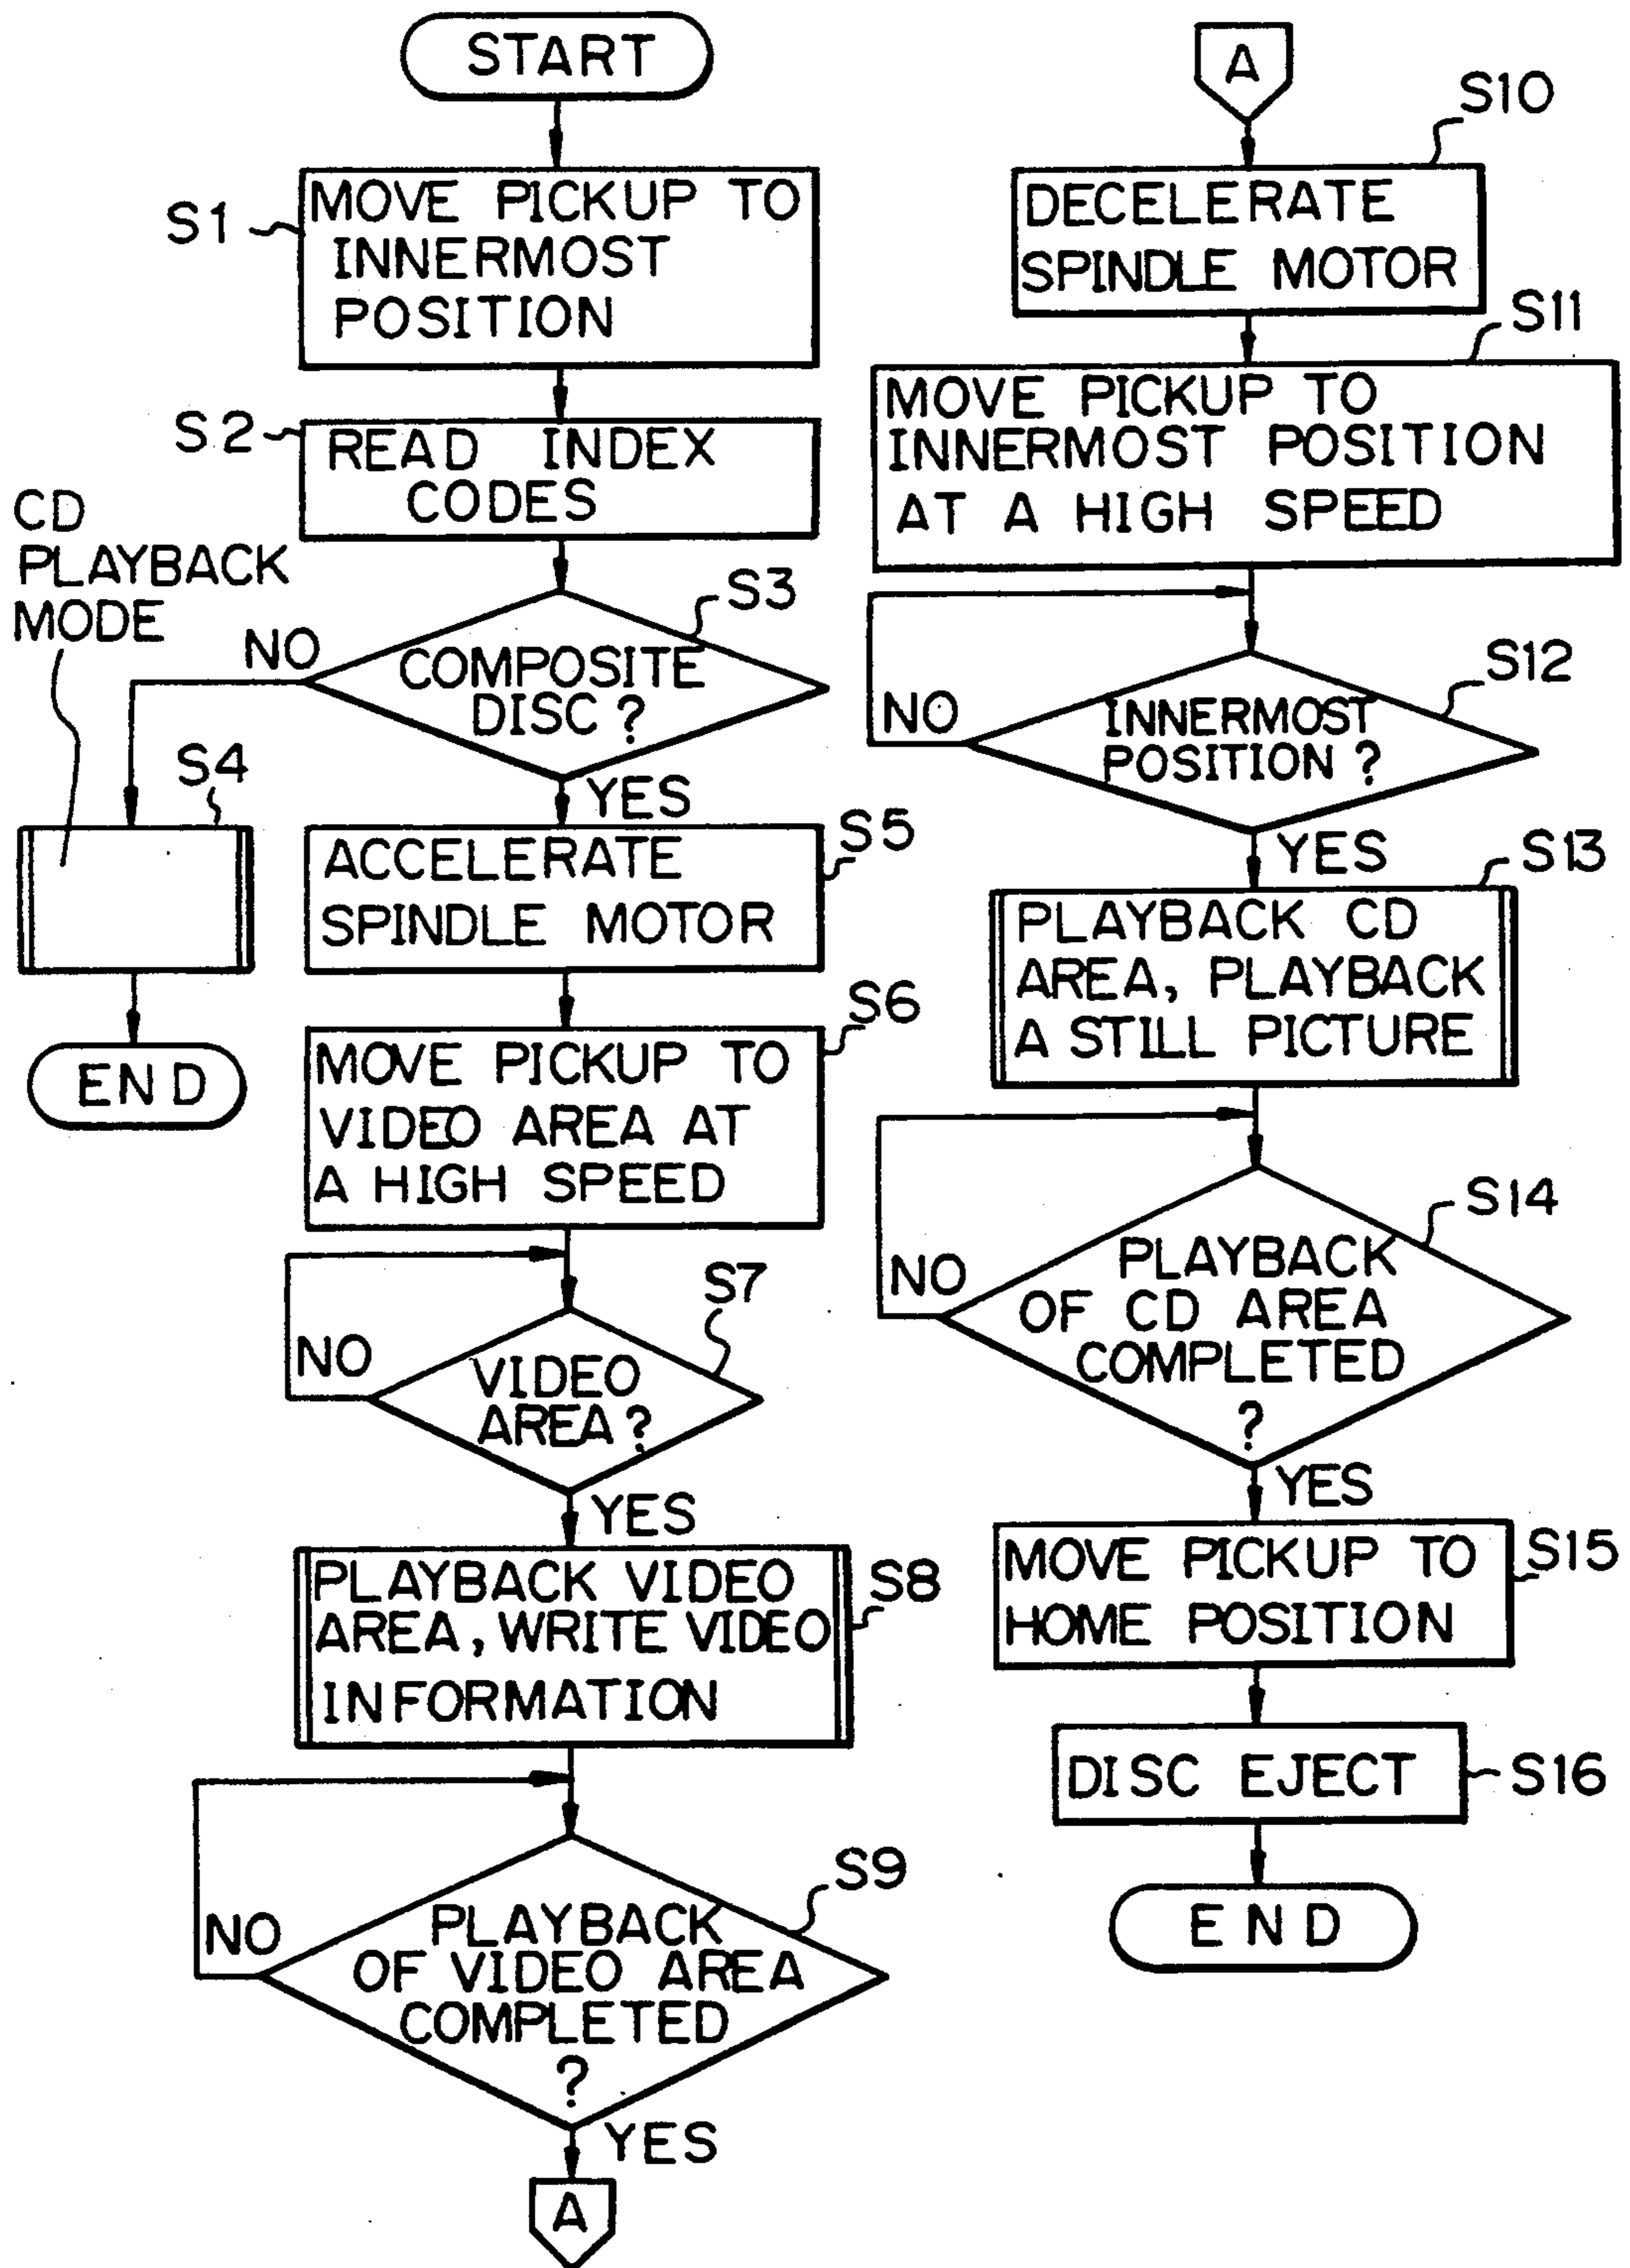 START
S1
MOVE PICKUP TO
INNERMOST
POSITION
S2
READ INDEX
CODES
CD
PLAYBACK
MODE
S3
NO
COMPOSITE
DISC?
YES
S4
END
S5
ACCELERATE
SPINDLE MOTOR
S6
MOVE PICKUP TO
VIDEO AREA AT
A HIGH SPEED
S7
NO
VIDEO
AREA?
YES
S8
PLAYBACK VIDEO
AREA, WRITE VIDEO
INFORMATION
S9
NO
PLAYBACK
OF VIDEO AREA
COMPLETED
?
YES
A
A
S10
DECELERATE
SPINDLE MOTOR
S11
MOVE PICKUP TO
INNERMOST POSITION
AT A HIGH SPEED
S12
NO
INNERMOST
POSITION?
YES
S13
PLAYBACK CD
AREA, PLAYBACK
A STILL PICTURE
S14
NO
PLAYBACK
OF CD AREA
COMPLETED
?
YES
S15
MOVE PICKUP TO
HOME POSITION
DISC EJECT
S16
END